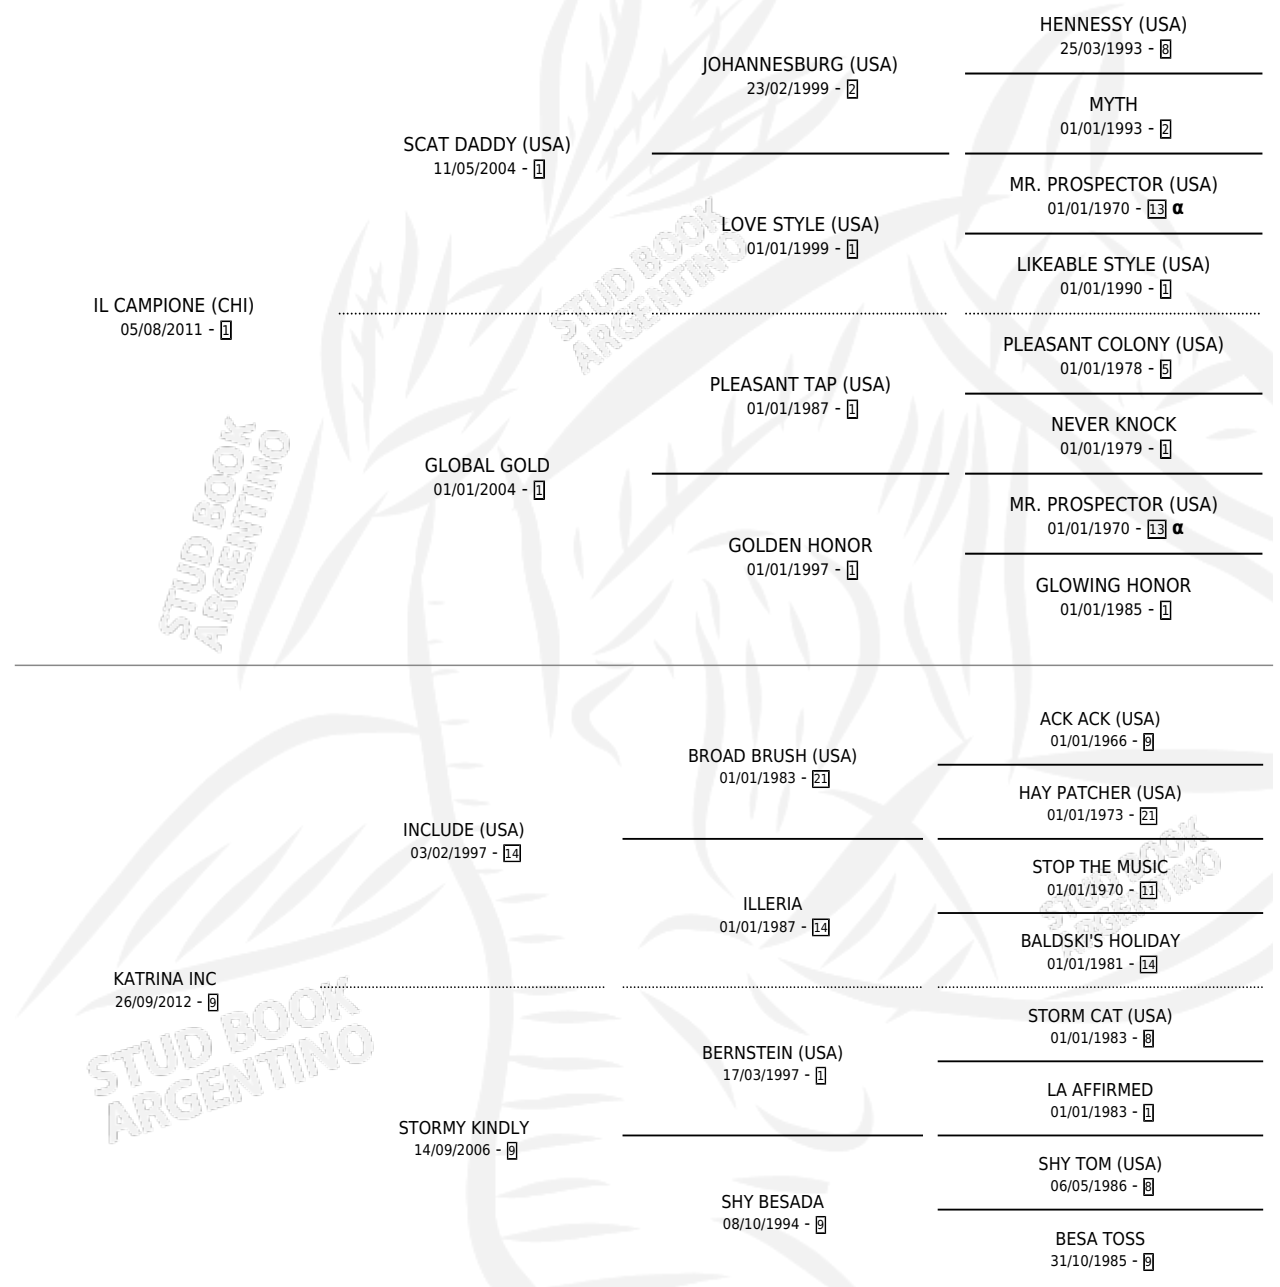 HENNESSY (USA)
25/03/1993 - 8
JOHANNESBURG (USA)
23/02/1999 - 2
MYTH
01/01/1993 - 2
SCAT DADDY (USA)
11/05/2004 - 1
MR. PROSPECTOR (USA)
01/01/1970 - 13 α
LOVE STYLE (USA)
01/01/1999 - 1
LIKEABLE STYLE (USA)
01/01/1990 - 1
IL CAMPIONE (CHI)
05/08/2011 - 1
PLEASANT COLONY (USA)
01/01/1978 - 5
PLEASANT TAP (USA)
01/01/1987 - 1
NEVER KNOCK
01/01/1979 - 1
GLOBAL GOLD
01/01/2004 - 1
MR. PROSPECTOR (USA)
01/01/1970 - 13 α
GOLDEN HONOR
01/01/1997 - 1
GLOWING HONOR
01/01/1985 - 1
ACK ACK (USA)
01/01/1966 - 9
BROAD BRUSH (USA)
01/01/1983 - 21
HAY PATCHER (USA)
01/01/1973 - 21
INCLUDE (USA)
03/02/1997 - 14
STOP THE MUSIC
01/01/1970 - 11
ILLERIA
01/01/1987 - 14
BALDSKI'S HOLIDAY
01/01/1981 - 14
KATRINA INC
26/09/2012 - 9
STORM CAT (USA)
01/01/1983 - 8
BERNSTEIN (USA)
17/03/1997 - 1
LA AFFIRMED
01/01/1983 - 1
STORMY KINDLY
14/09/2006 - 9
SHY TOM (USA)
06/05/1986 - 8
SHY BESADA
08/10/1994 - 9
BESA TOSS
31/10/1985 - 9
STUD BOOK
ARGENTINO
STUD BOOK
ARGENTINO
STUD BOOK
ARGENTINO
STUD BOOK
ARGENTINO